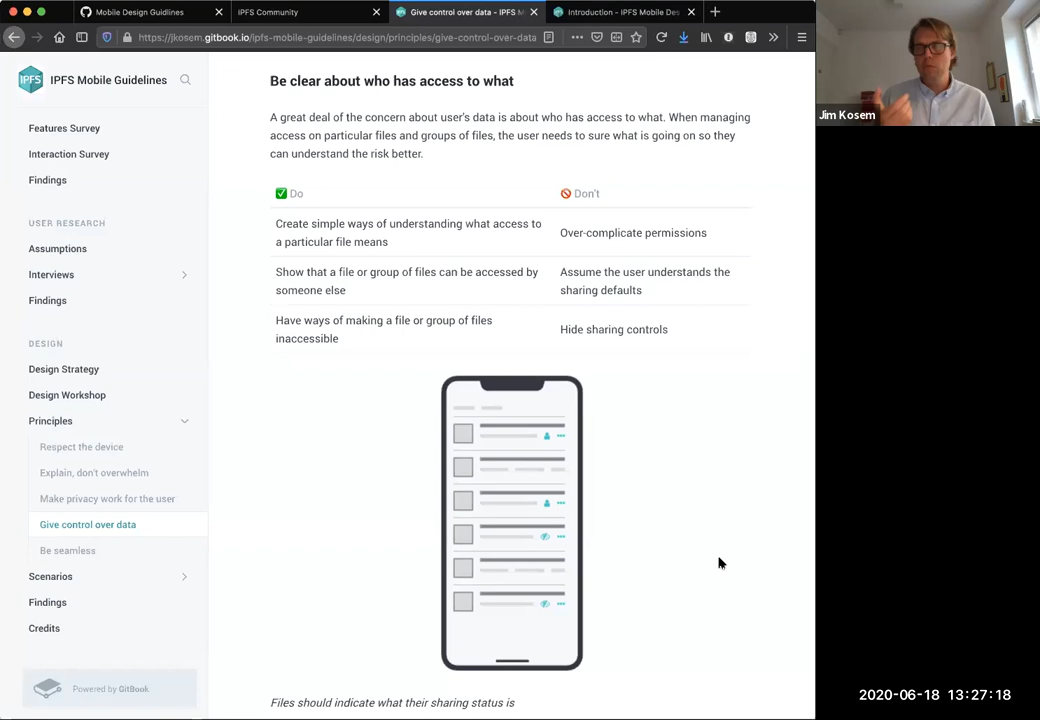 Mobile Design Guidlines
IPFS Community
Give control over data - IPFS M
Introduction - IPFS Mobile Des
https://jkosem.gitbook.io/ipfs-mobile-guidelines/design/principles/give-control-over-data
IPFS
IPFS Mobile Guidelines
Features Survey
Interaction Survey
Findings
USER RESEARCH
Assumptions
Interviews
Findings
DESIGN
Design Strategy
Design Workshop
Principles
Respect the device
Explain, don't overwhelm
Make privacy work for the user
Give control over data
Be seamless
Scenarios
Findings
Credits
Powered by GitBook
Be clear about who has access to what
A great deal of the concern about user's data is about who has access to what. When managing
access on particular files and groups of files, the user needs to sure what is going on so they
can understand the risk better.
✅ Do
🚫 Don't
Create simple ways of understanding what access to
a particular file means
Over-complicate permissions
Show that a file or group of files can be accessed by
someone else
Assume the user understands the
sharing defaults
Have ways of making a file or group of files
inaccessible
Hide sharing controls
Files should indicate what their sharing status is
Jim Kosem
2020-06-18 13:27:18